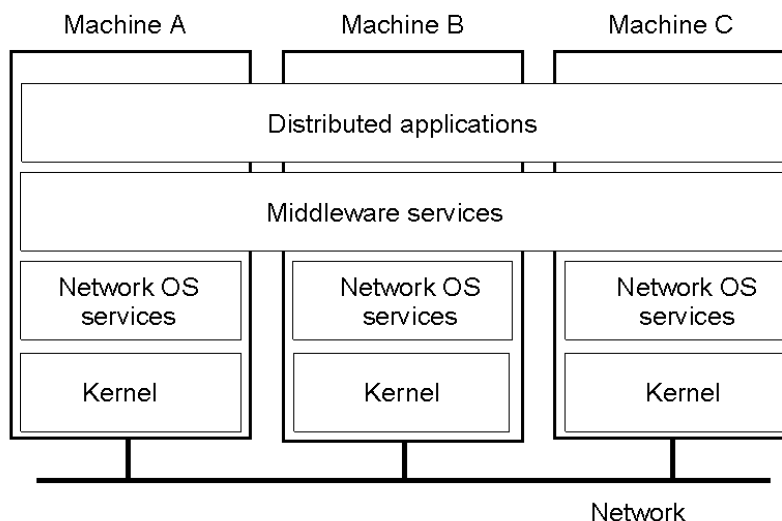 Machine A
Machine B
Machine C
Distributed applications
Middleware services
Network OS
services
Network OS
services
Network OS
services
Kernel
Kernel
Kernel
Network